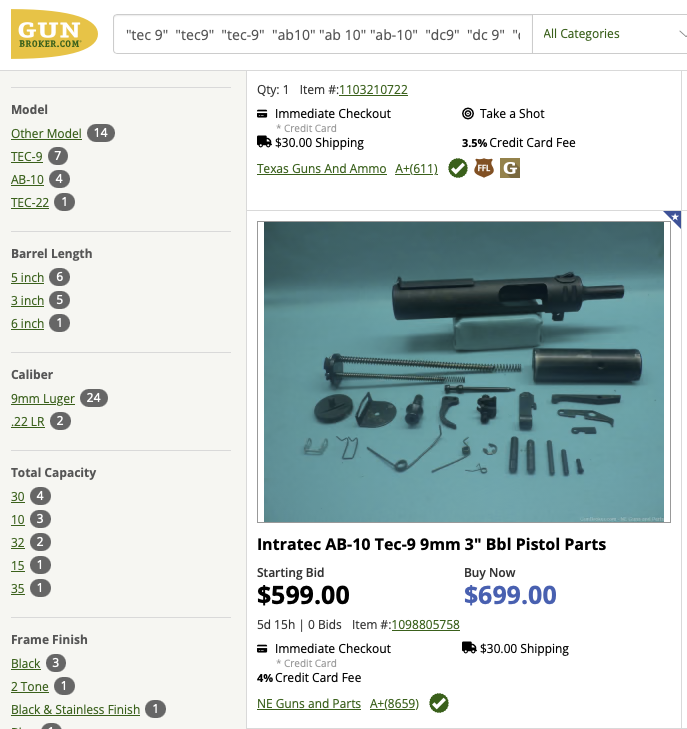 GUN
BROKER.COM
"tec 9" "tec9" "tec-9" "ab10" "ab 10" "ab-10" "dc9" "dc 9"
All Categories
Model
Other Model 14
TEC-9 7
AB-10 4
TEC-22 1
Barrel Length
5 inch 6
3 inch 5
6 inch 1
Caliber
9mm Luger 24
.22 LR 2
Total Capacity
30 4
10 3
32 2
15 1
35 1
Frame Finish
Black 3
2 Tone 1
Black & Stainless Finish 1
Qty: 1 Item #:1103210722
Immediate Checkout
* Credit Card
Take a Shot
$30.00 Shipping
3.5% Credit Card Fee
Texas Guns And Ammo A+(611)
FFL
G
Intratec AB-10 Tec-9 9mm 3" Bbl Pistol Parts
Starting Bid
Buy Now
$599.00
$699.00
5d 15h | 0 Bids Item #:1098805758
Immediate Checkout
* Credit Card
$30.00 Shipping
4% Credit Card Fee
NE Guns and Parts A+(8659)